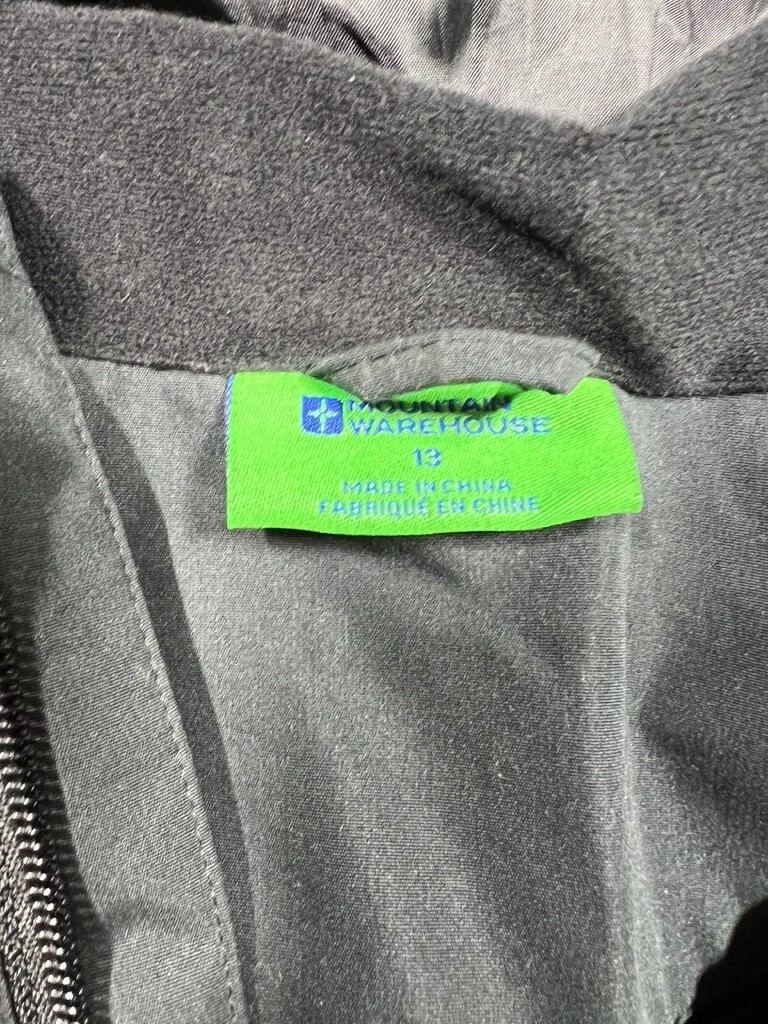 MOUNTAIN
WAREHOUSE
13
MADE IN CHINA
FABRIQUÉ EN CHINE